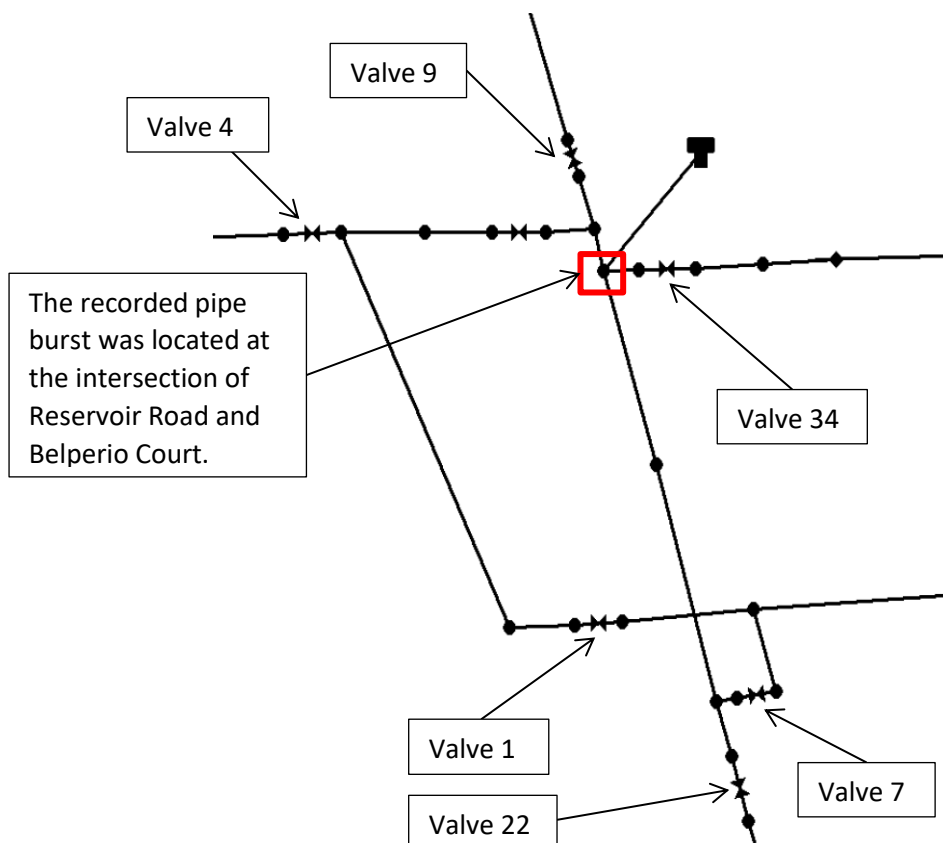 Valve 9
Valve 4
The recorded pipe
burst was located at
the intersection of
Reservoir Road and
Belperio Court.
Valve 34
Valve 1
Valve 7
Valve 22